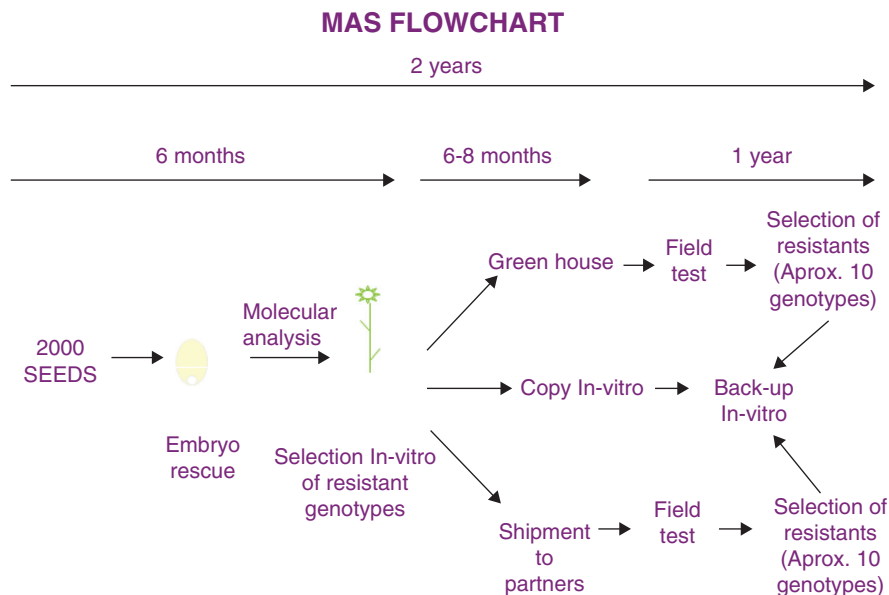 MAS FLOWCHART
2 years
6 months
6-8 months
1 year
2000
SEEDS
Embryo
rescue
Molecular
analysis
Selection In-vitro
of resistant
genotypes
Green house
Field
test
Selection of
resistants
(Aprox. 10
genotypes)
Copy In-vitro
Back-up
In-vitro
Shipment
to
partners
Field
test
Selection of
resistants
(Aprox. 10
genotypes)